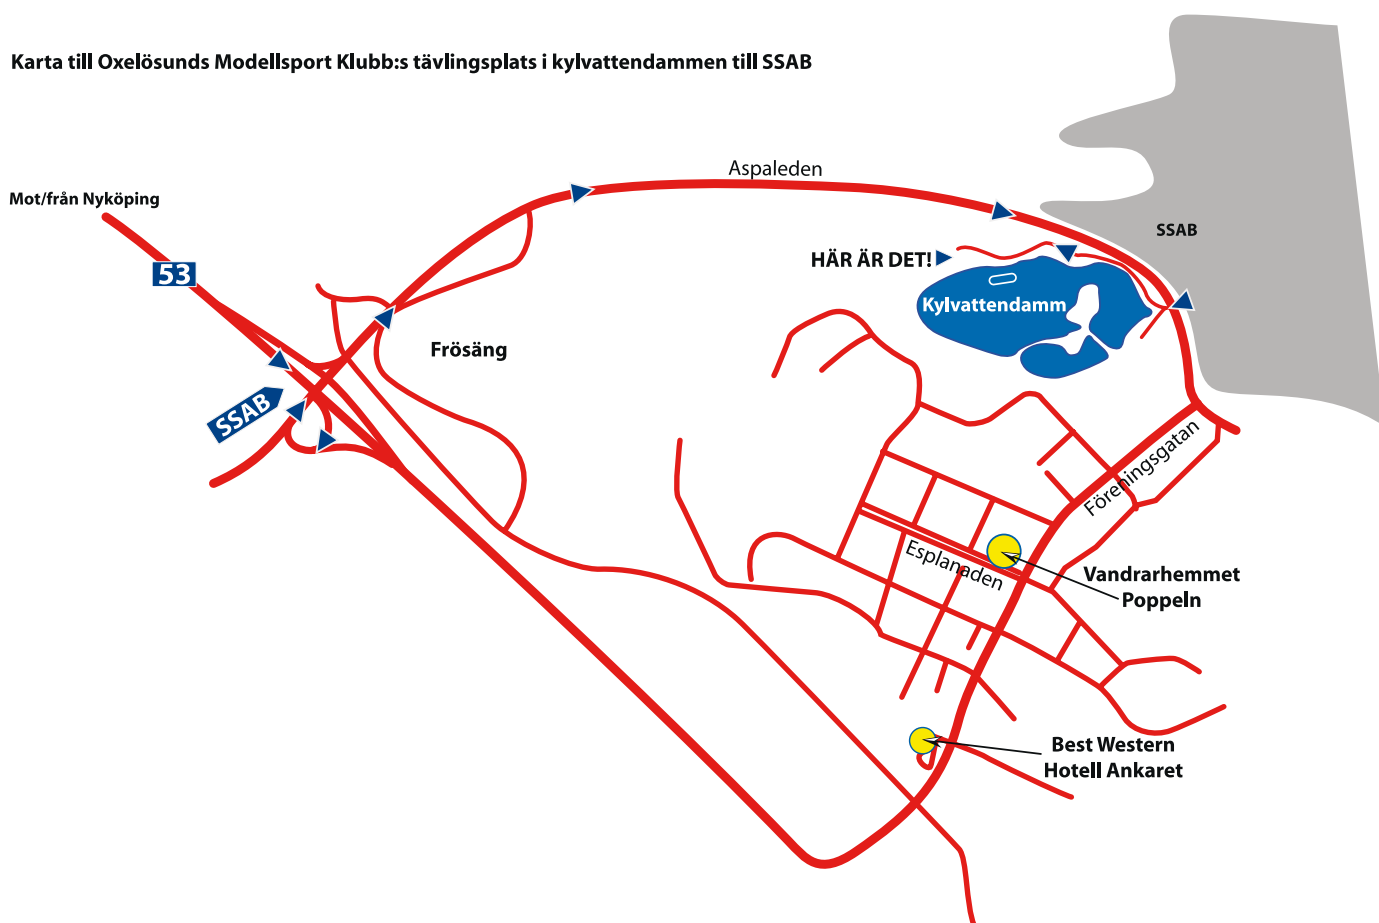 Karta till Oxelösunds Modellsport Klubb:s tävlingsplats i kylvattendammen till SSAB
Aspaleden
Mot/från Nyköping
SSAB
53
HÄR ÄR DET!
Kylvattendamm
Frösäng
SSAB
Föreningsgatan
Esplanaden
Vandrarhemmet
Poppeln
Best Western
Hotell Ankaret